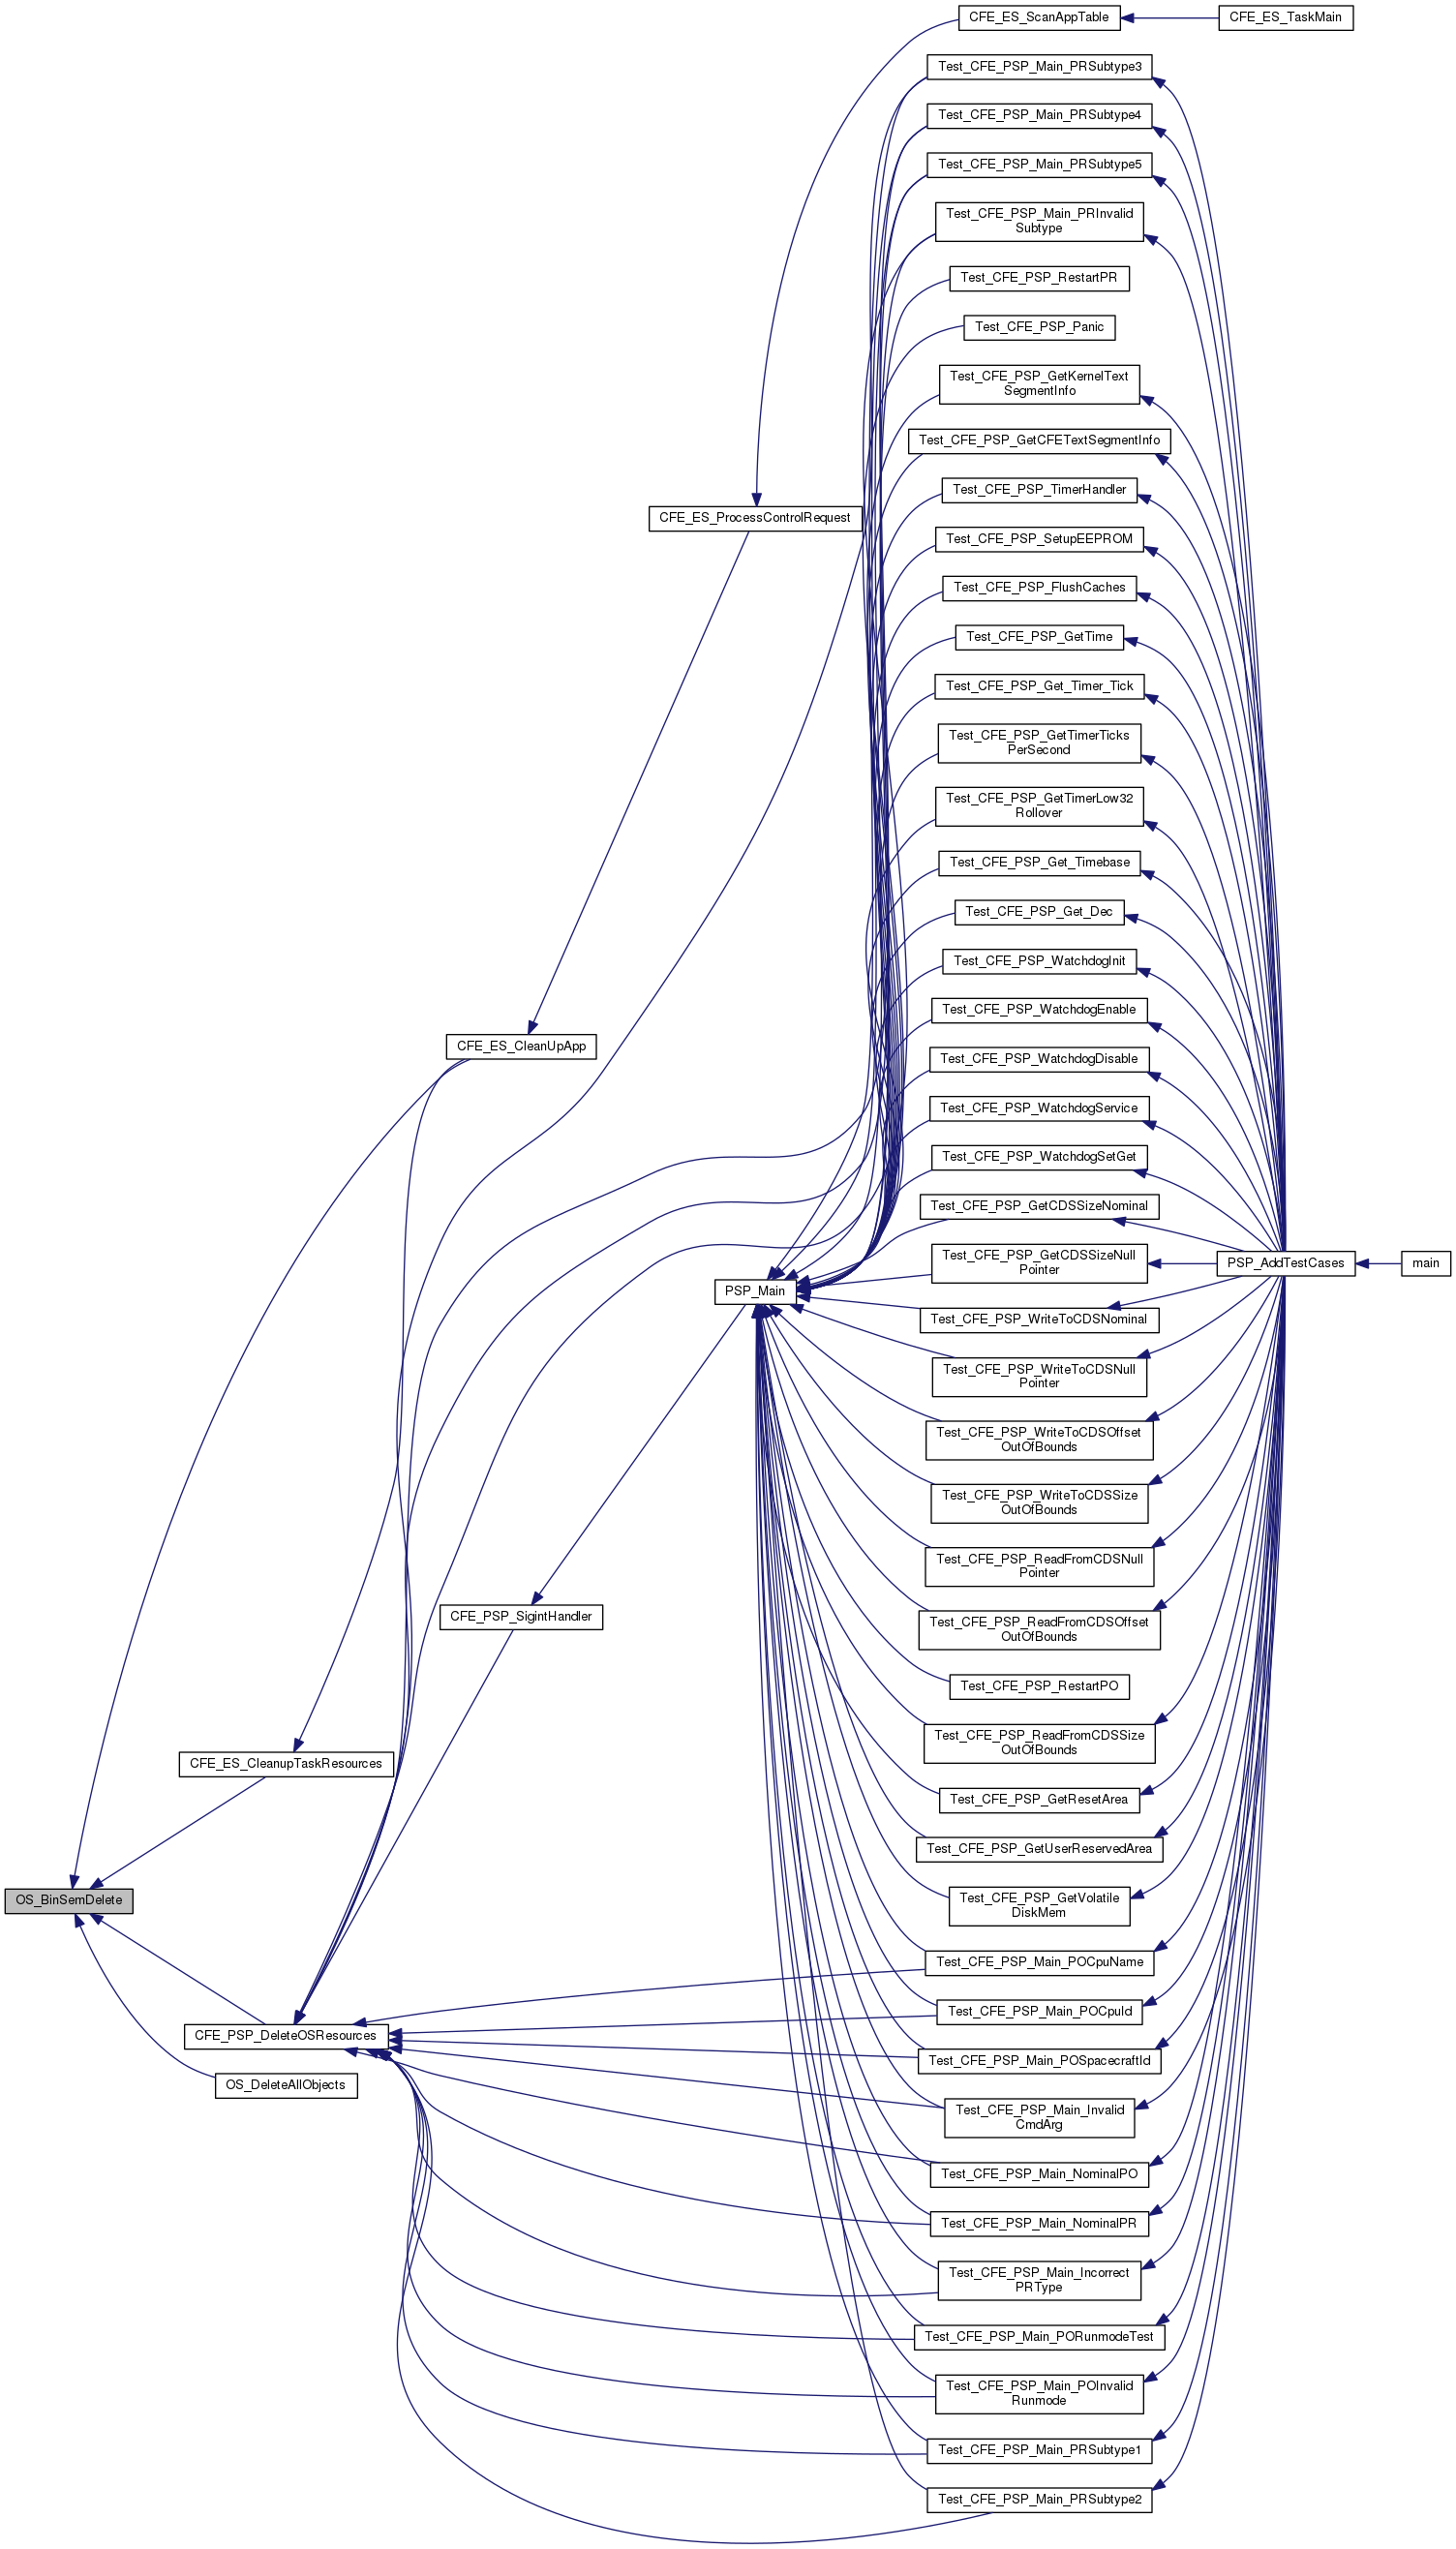 CFE_ES_ScanAppTable
CFE_ES_TaskMain
Test_CFE_PSP_Main_PRSubtype3
Test_CFE_PSP_Main_PRSubtype4
Test_CFE_PSP_Main_PRSubtype5
Test_CFE_PSP_Main_PRInvalid
Subtype
Test_CFE_PSP_RestartPR
Test_CFE_PSP_Panic
Test_CFE_PSP_GetKernelText
SegmentInfo
Test_CFE_PSP_GetCFETextSegmentInfo
Test_CFE_PSP_TimerHandler
CFE_ES_ProcessControlRequest
Test_CFE_PSP_SetupEEPROM
Test_CFE_PSP_FlushCaches
Test_CFE_PSP_GetTime
Test_CFE_PSP_Get_Timer_Tick
Test_CFE_PSP_GetTimerTicks
PerSecond
Test_CFE_PSP_GetTimerLow32
Rollover
Test_CFE_PSP_Get_Timebase
Test_CFE_PSP_Get_Dec
Test_CFE_PSP_WatchdogInit
Test_CFE_PSP_WatchdogEnable
CFE_ES_CleanUpApp
Test_CFE_PSP_WatchdogDisable
Test_CFE_PSP_WatchdogService
Test_CFE_PSP_WatchdogSetGet
Test_CFE_PSP_GetCDSSizeNominal
Test_CFE_PSP_GetCDSSizeNull
Pointer
PSP_AddTestCases
main
PSP_Main
Test_CFE_PSP_WriteToCDSNominal
Test_CFE_PSP_WriteToCDSNull
Pointer
Test_CFE_PSP_WriteToCDSOffset
OutOfBounds
Test_CFE_PSP_WriteToCDSSize
OutOfBounds
Test_CFE_PSP_ReadFromCDSNull
Pointer
CFE_PSP_SigintHandler
Test_CFE_PSP_ReadFromCDSOffset
OutOfBounds
Test_CFE_PSP_RestartPO
Test_CFE_PSP_ReadFromCDSSize
OutOfBounds
CFE_ES_CleanupTaskResources
Test_CFE_PSP_GetResetArea
Test_CFE_PSP_GetUserReservedArea
OS_BinSemDelete
Test_CFE_PSP_GetVolatile
DiskMem
Test_CFE_PSP_Main_POCpuName
Test_CFE_PSP_Main_POCpuId
CFE_PSP_DeleteOSResources
Test_CFE_PSP_Main_POSpacecraftId
OS_DeleteAllObjects
Test_CFE_PSP_Main_Invalid
CmdArg
Test_CFE_PSP_Main_NominalPO
Test_CFE_PSP_Main_NominalPR
Test_CFE_PSP_Main_Incorrect
PRType
Test_CFE_PSP_Main_PORunmodeTest
Test_CFE_PSP_Main_POInvalid
Runmode
Test_CFE_PSP_Main_PRSubtype1
Test_CFE_PSP_Main_PRSubtype2